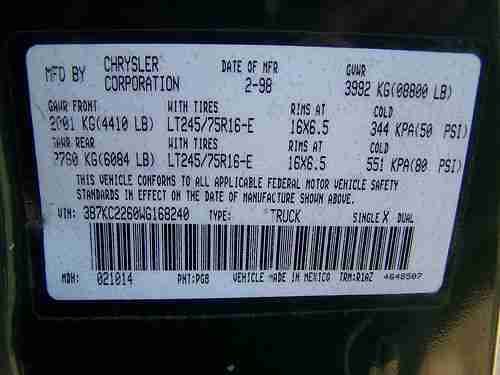 MFD BY CHRYSLER CORPORATION DATE OF MFR 2-98 GVWR 3992 KG(08800 LB)
GAWR FRONT WITH TIRES RIMS AT COLD
2001 KG(4410 LB) LT245/75R16-E 16X6.5 344 KPA(50 PSI)
GAWR REAR WITH TIRES RIMS AT COLD
2760 KG(6084 LB) LT245/75R16-E 16X6.5 551 KPA(80 PSI)
THIS VEHICLE CONFORMS TO ALL APPLICABLE FEDERAL MOTOR VEHICLE SAFETY
STANDARDS IN EFFECT ON THE DATE OF MANUFACTURE SHOWN ABOVE.
VIN: 3B7KC2260WG168240 TYPE: TRUCK SINGLE X DUAL
MDH: 021014 PNT:PG8 VEHICLE MADE IN MEXICO TRM:R1AZ 4648507